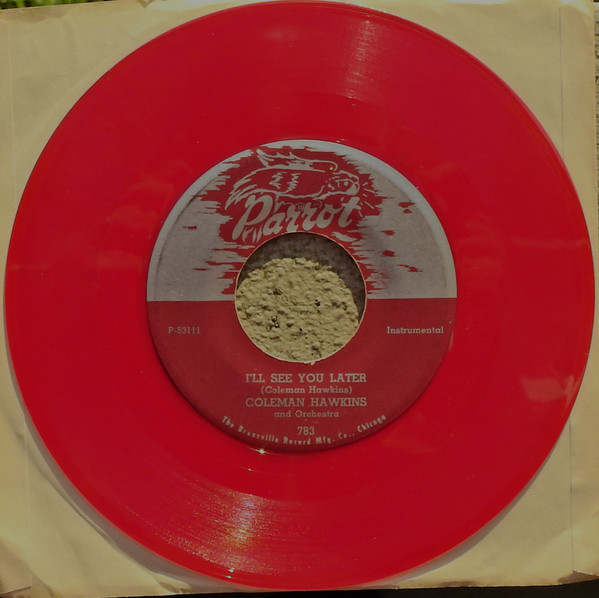 Parrot
P-53111
Instrumental
I'LL SEE YOU LATER
(Coleman Hawkins)
COLEMAN HAWKINS
and Orchestra
783
The Bronzville Record Mfg. Co., Chicago